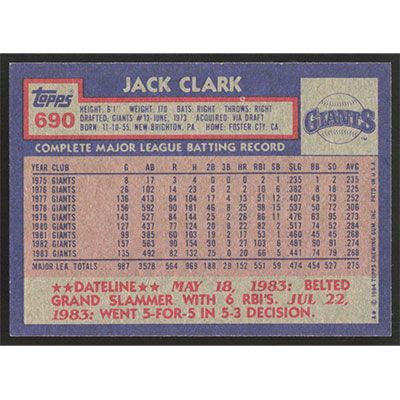 JACK CLARK
Topps
690
HEIGHT: 6'1" WEIGHT: 170 BATS: RIGHT THROWS: RIGHT
DRAFTED: GIANTS #13-JUNE, 1973 ACQUIRED: VIA DRAFT
BORN: 11-10-55, NEW BRIGHTON, PA. HOME: FOSTER CITY, CA.
GIANTS
TM
COMPLETE MAJOR LEAGUE BATTING RECORD
YEAR CLUB G AB R H 2B 3B HR RBI SB SLG BB SO AVG
1975 GIANTS 8 17 3 4 0 0 0 2 1 .235 1 2 .235
1976 GIANTS 26 102 14 23 6 2 2 10 6 .382 8 18 .225
1977 GIANTS 136 413 64 104 17 4 13 51 12 .407 49 73 .252
1978 GIANTS 156 592 90 181 46 8 25 98 15 .537 50 72 .306
1979 GIANTS 143 527 84 144 25 2 26 86 11 .476 63 95 .273
1980 GIANTS 127 437 77 124 20 8 22 82 2 .517 74 52 .284
1981 GIANTS 99 385 60 103 19 2 17 53 1 .460 45 45 .268
1982 GIANTS 157 563 90 154 30 3 27 103 6 .481 90 91 .274
1983 GIANTS 135 492 82 132 25 0 20 66 5 .441 74 79 .268
MAJOR LEA. TOTALS 987 3528 564 969 188 29 152 551 59 .474 454 527 .275
★★DATELINE★★ MAY 18, 1983: BELTED
GRAND SLAMMER WITH 6 RBI'S. JUL 22,
1983: WENT 5-FOR-5 IN 5-3 DECISION.
© 1984 TOPPS CHEWING GUM, INC. PRTD. IN U.S.A.